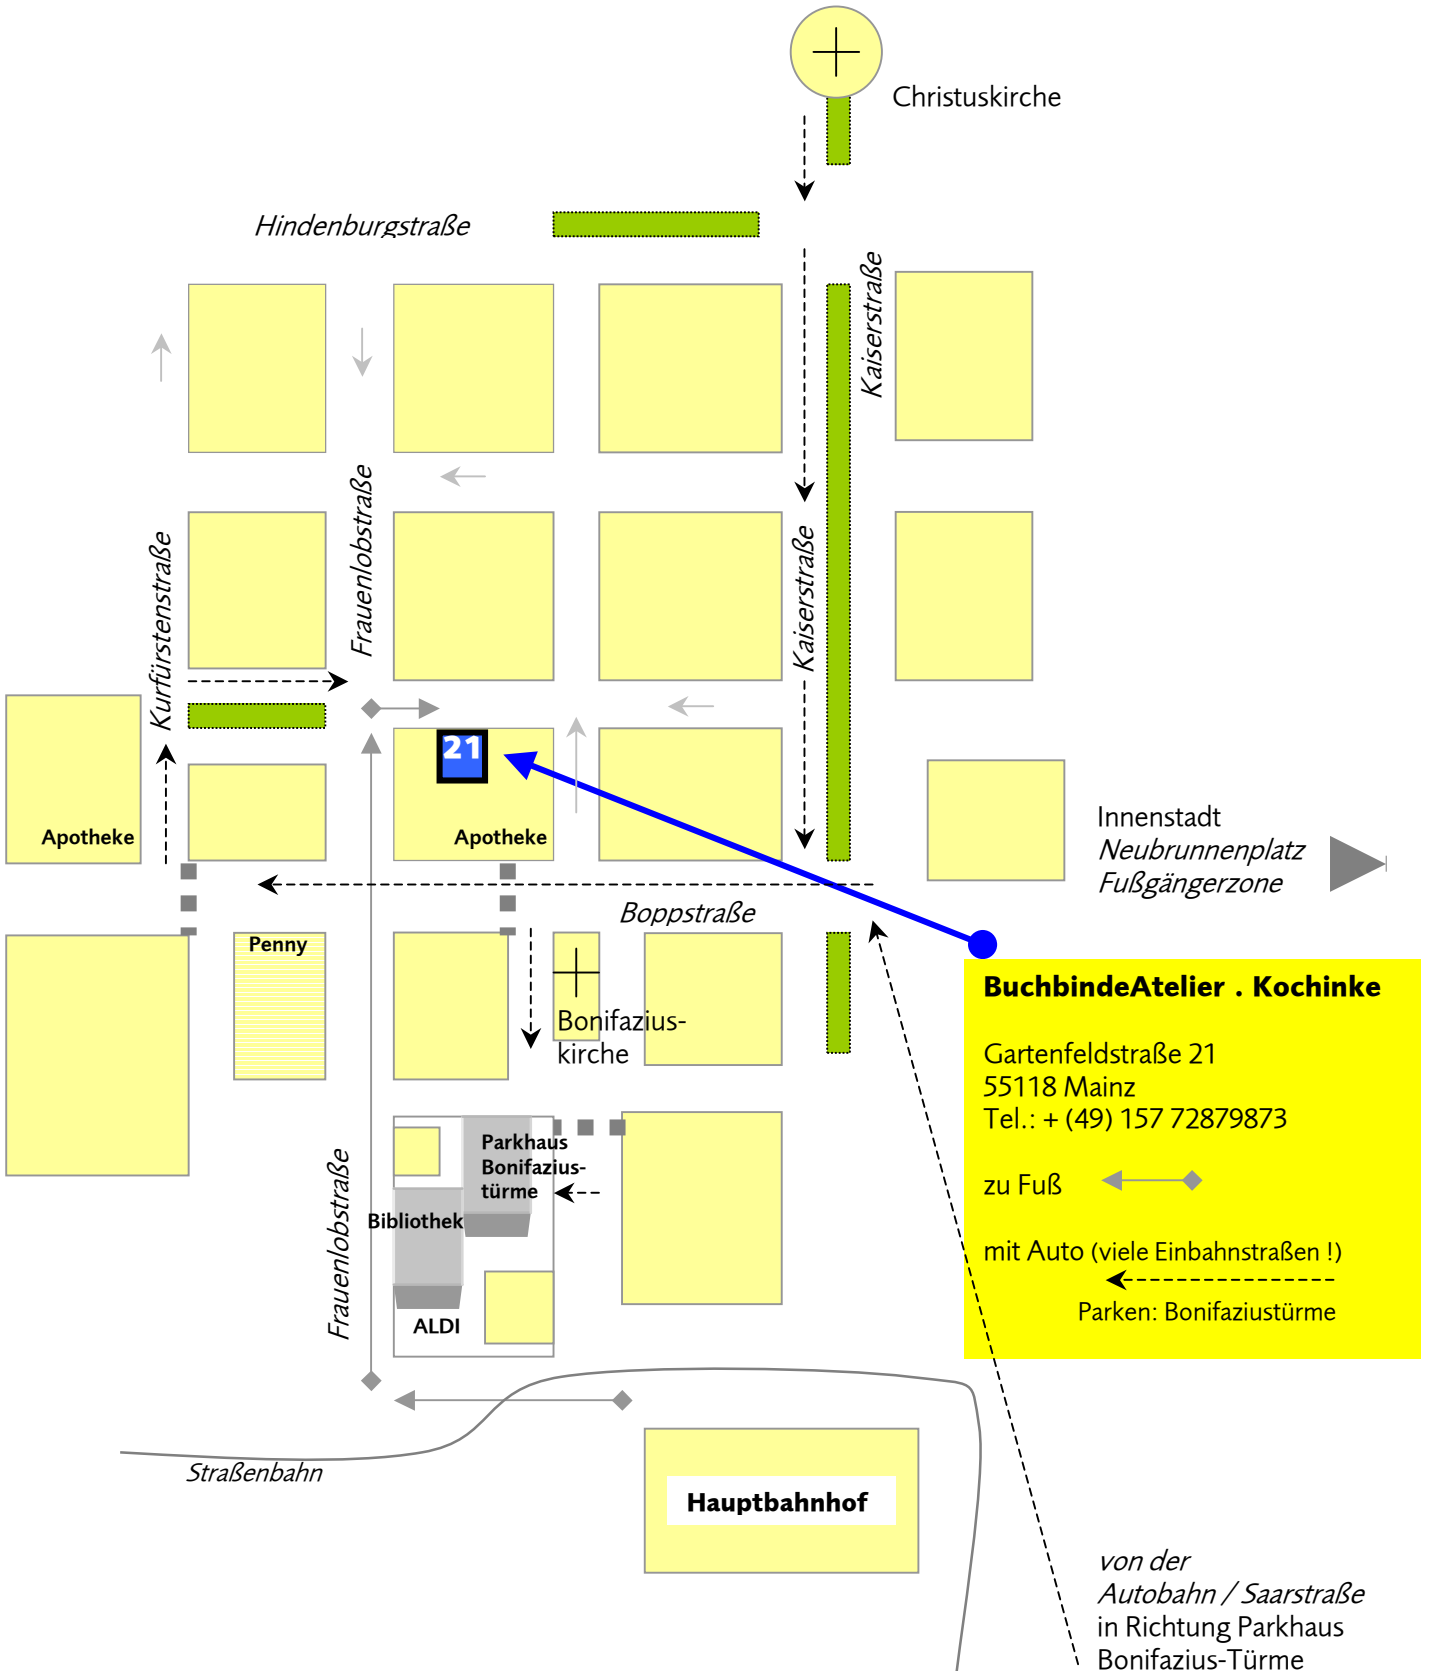 Christuskirche
Hindenburgstraße
Kaiserstraße
Frauenlobstraße
Kurfürstenstraße
Kaiserstraße
21
Apotheke
Apotheke
Innenstadt
Neubrunnenplatz
Fußgängerzone
Boppstraße
Penny
Bonifazius-
kirche
BuchbindeAtelier . Kochinke
Gartenfeldstraße 21
55118 Mainz
Tel.: + (49) 157 72879873
zu Fuß
mit Auto (viele Einbahnstraßen !)
Parken: Bonifaziustürme
Parkhaus
Bonifazius-
türme
Bibliothek
Frauenlobstraße
ALDI
Straßenbahn
Hauptbahnhof
von der
Autobahn / Saarstraße
in Richtung Parkhaus
Bonifazius-Türme